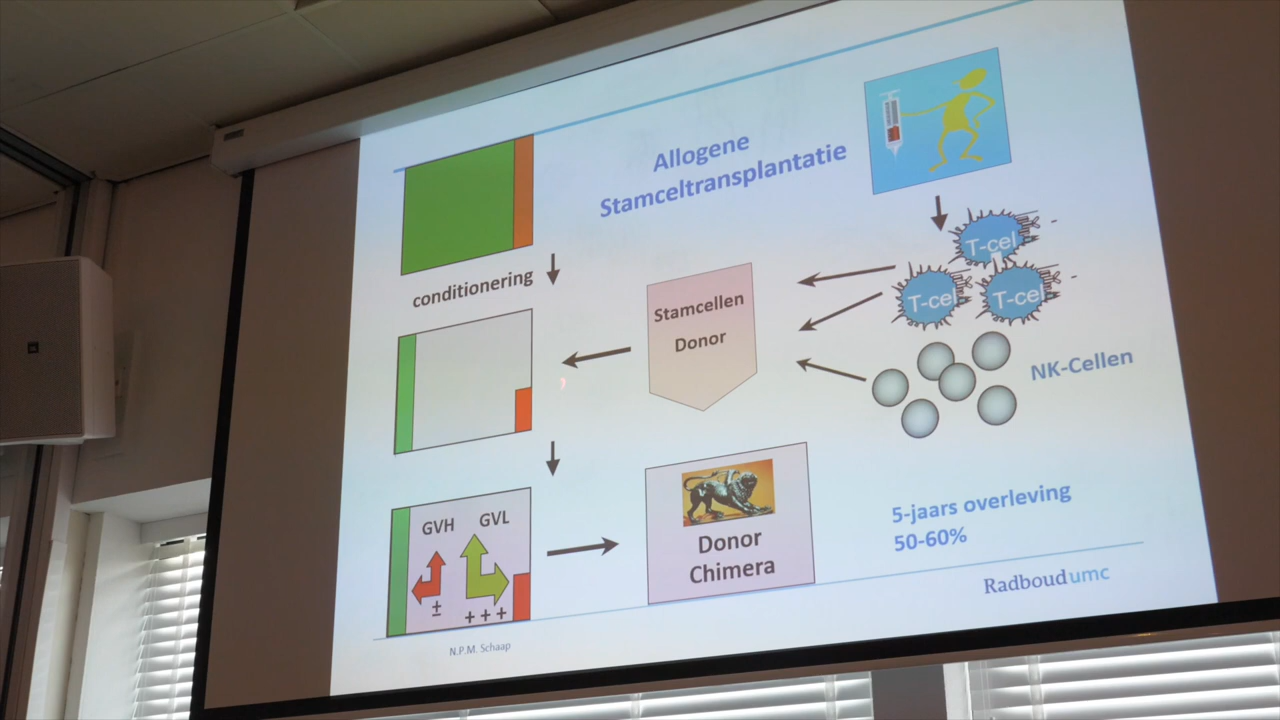 Allogene
Stamceltransplantatie
conditionering
T-cel
T-cel
T-cel
Stamcellen
Donor
NK-Cellen
GVH
GVL
±
+++
Donor
Chimera
5-jaars overleving
50-60%
Radboudumc
N.P.M. Schaap